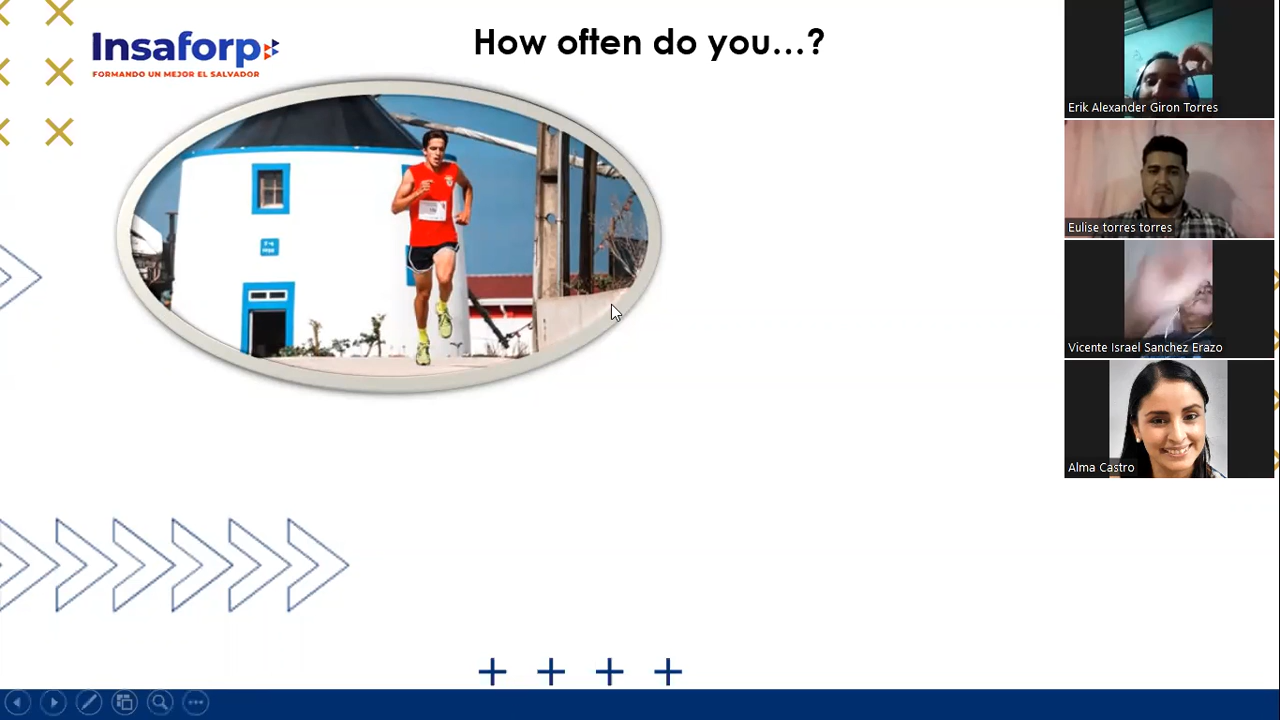 How often do you...?
Insaforp
FORMANDO UN MEJOR EL SALVADOR
Erik Alexander Giron Torres
Eulise torres torres
Vicente Israel Sanchez Erazo
Alma Castro